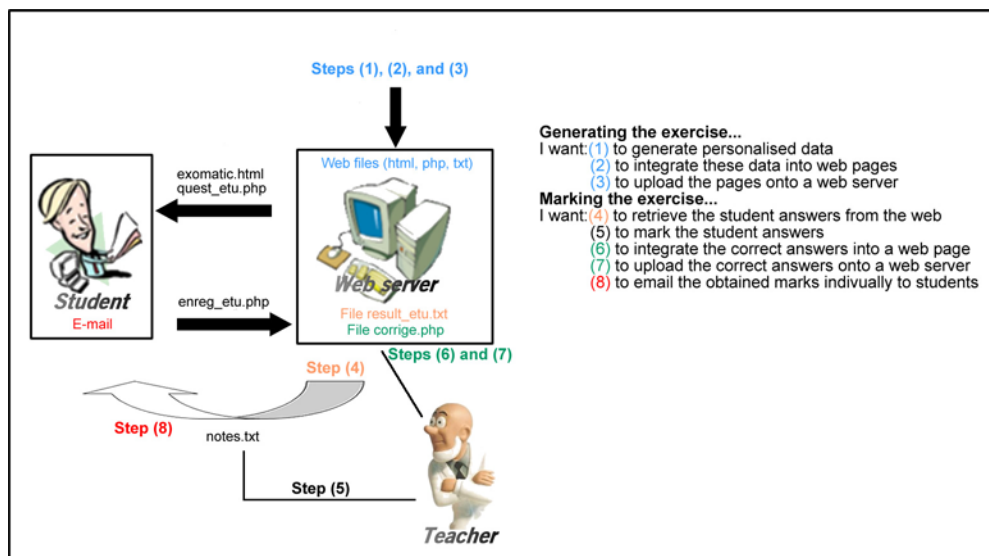 Steps (1), (2), and (3)
Web files (html, php, txt)
exomatic.html
quest_etu.php
Student
E-mail
enreg_etu.php
Web server
File result_etu.txt
File corrige.php
Steps (6) and (7)
Step (4)
Step (8)
notes.txt
Step (5)
Teacher
Generating the exercise...
I want:(1) to generate personalised data
(2) to integrate these data into web pages
(3) to upload the pages onto a web server
Marking the exercise...
I want:(4) to retrieve the student answers from the web
(5) to mark the student answers
(6) to integrate the correct answers into a web page
(7) to upload the correct answers onto a web server
(8) to email the obtained marks indivually to students